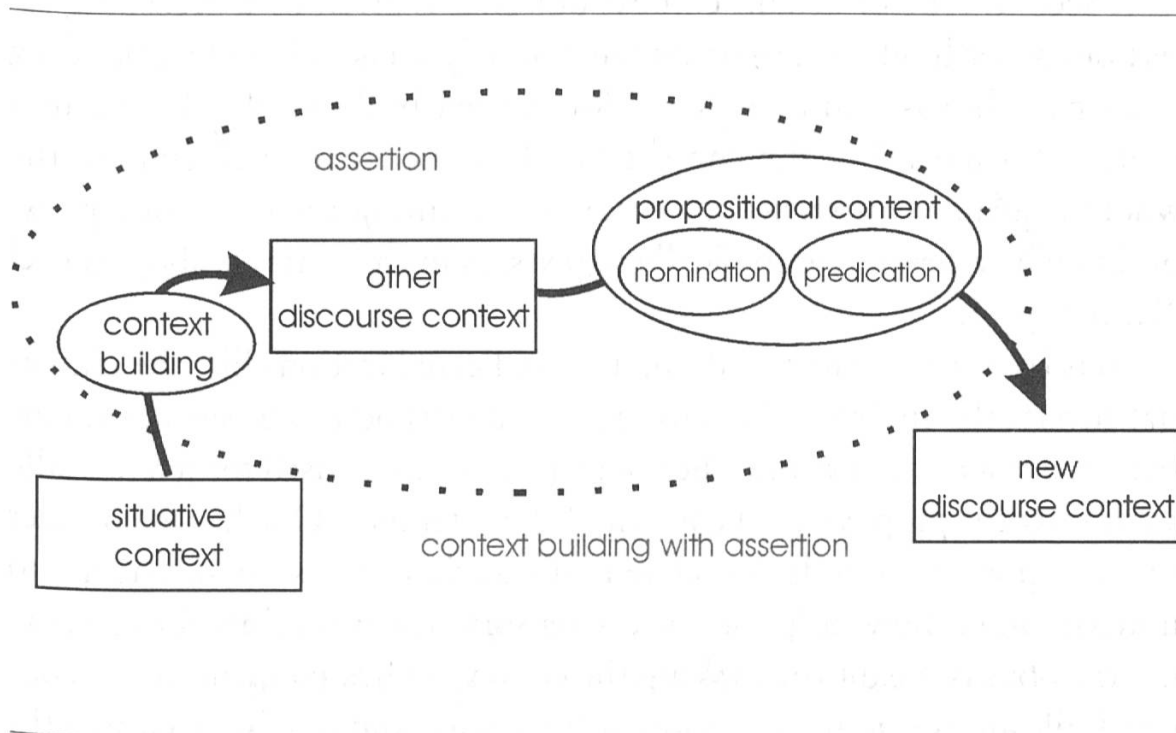 assertion
propositional content
nomination
predication
other
discourse context
context
building
situative
context
new
discourse context
context building with assertion